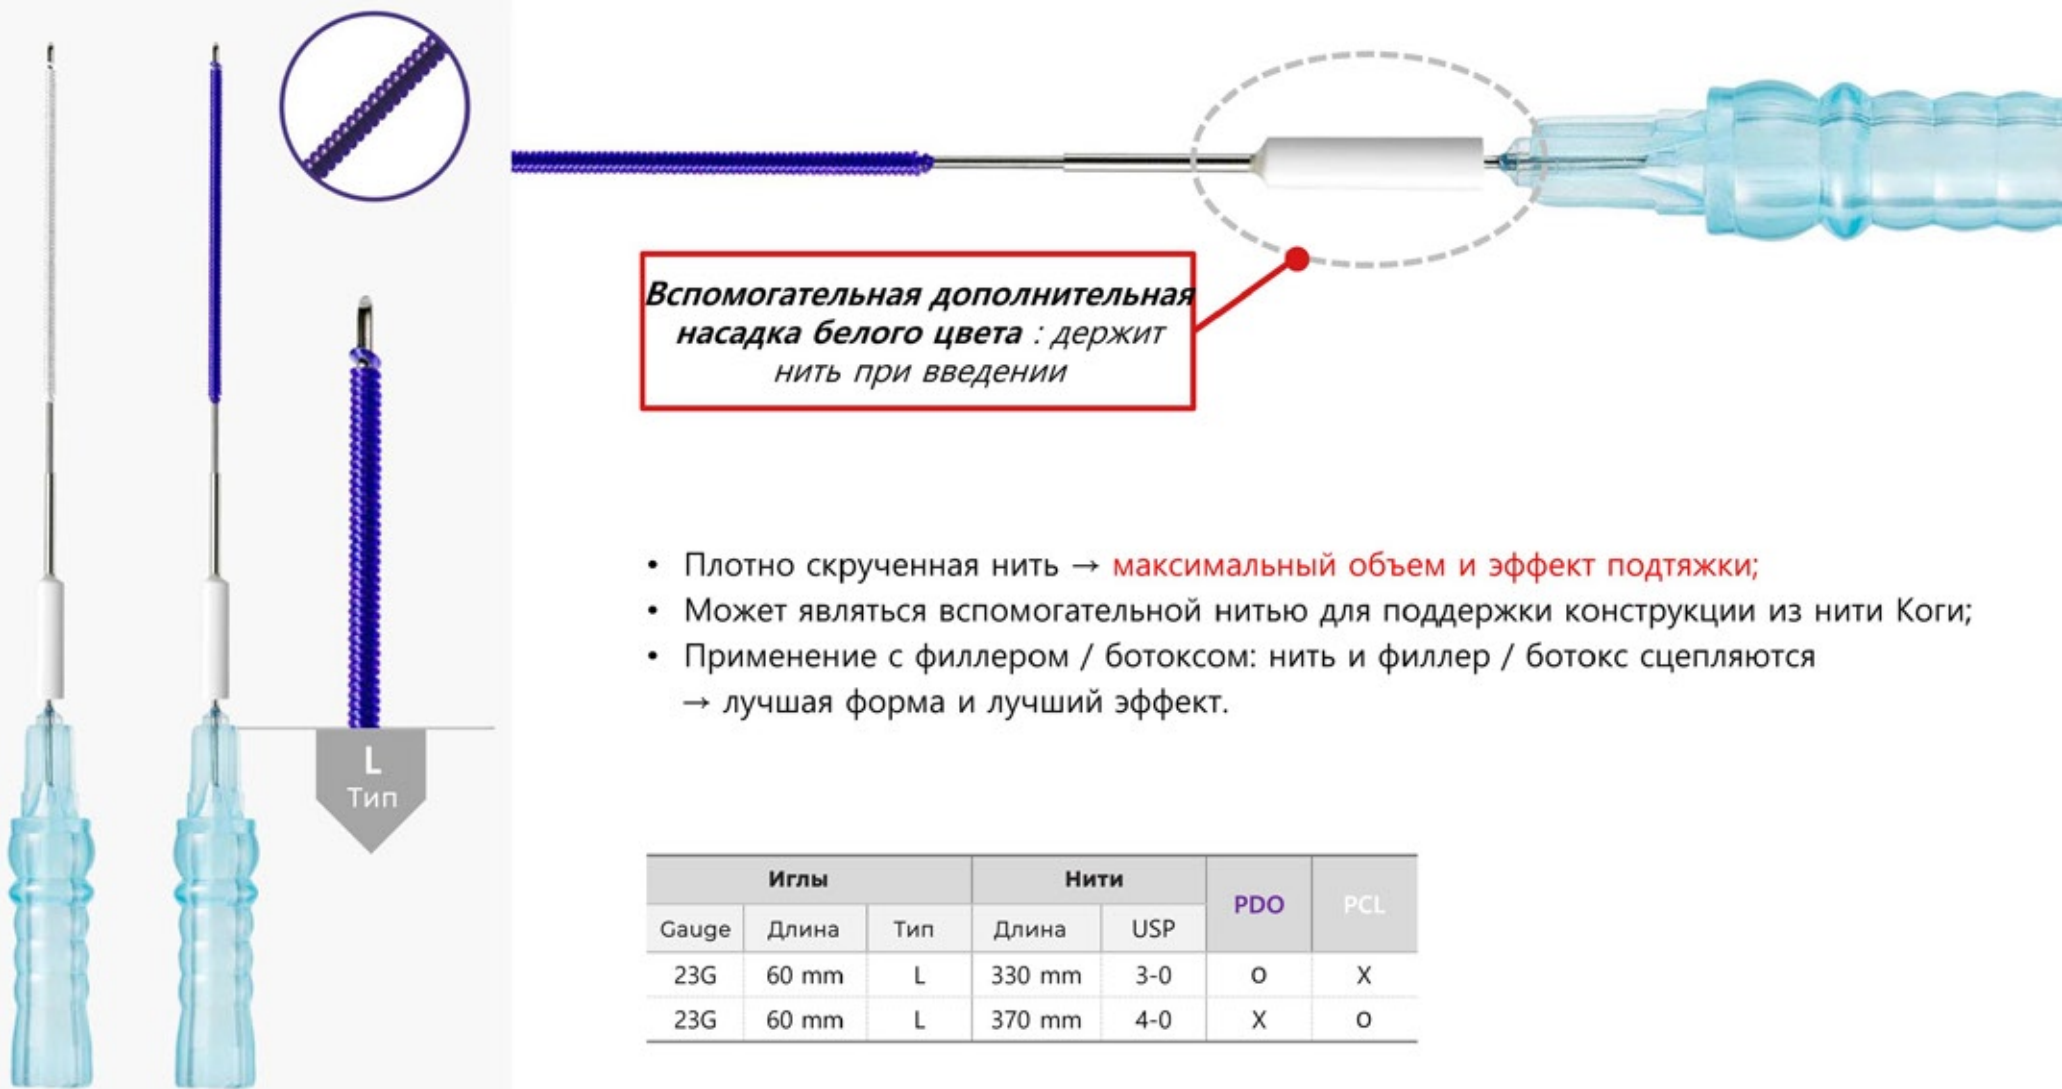 Вспомогательная дополнительная
насадка белого цвета : держит
нить при введении
• Плотно скрученная нить → максимальный объем и эффект подтяжки;
• Может являться вспомогательной нитью для поддержки конструкции из нити Коги;
• Применение с филлером / ботоксом: нить и филлер / ботокс сцепляются
→ лучшая форма и лучший эффект.
L
Тип
Иглы Нити PDO PCL
Gauge Длина Тип Длина USP
23G 60 mm L 330 mm 3-0 O X
23G 60 mm L 370 mm 4-0 X O